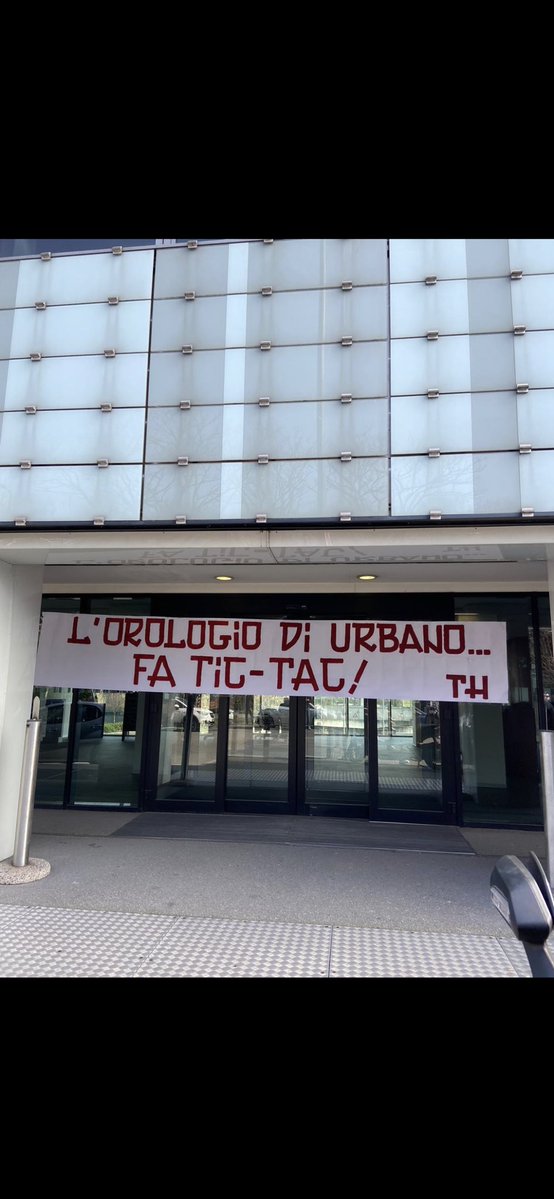 L'OROLOGIO Di URBANO...
FA TiC-TAC!
TH